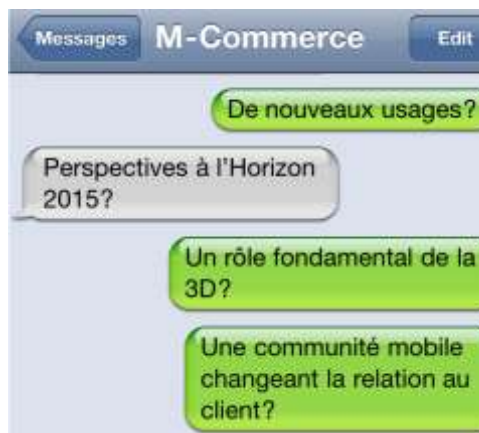 Messages M-Commerce Edit
De nouveaux usages?
Perspectives à l'Horizon
2015?
Un rôle fondamental de la
3D?
Une communité mobile
changeant la relation au
client?